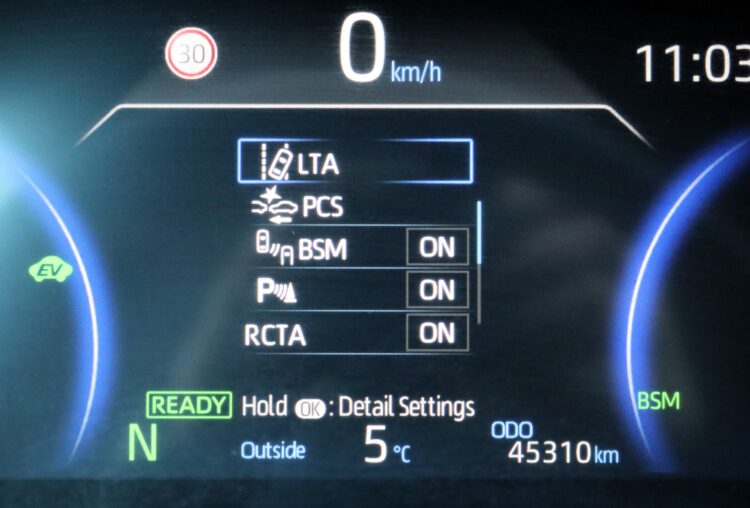 30 0 km/h 11:03
LTA
PCS
BSM ON
EV
P ON
RCTA ON
BSM
READY Hold OK : Detail Settings
N Outside 5 °C ODO 45310 km